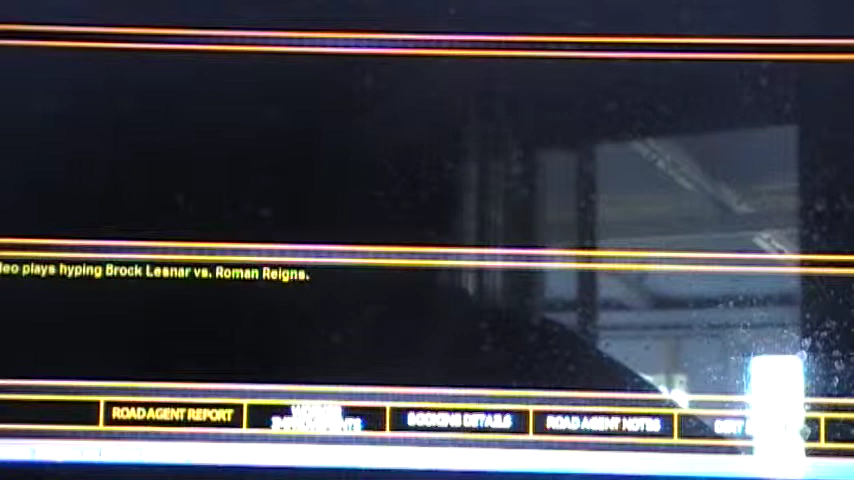 deo plays hyping Brock Lesnar vs. Roman Reigns.
ROAD AGENT REPORT
BOOKING DETAILS
ROAD AGENT NOTES